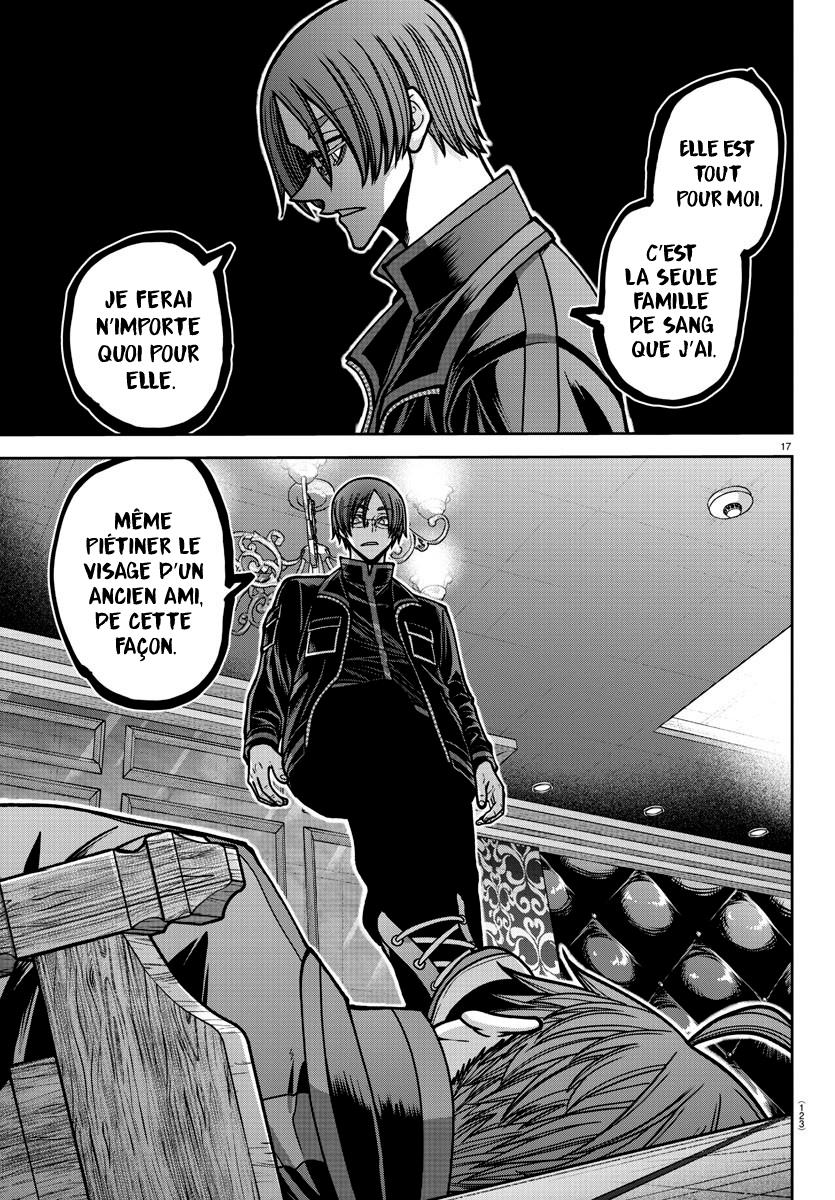 ELLE EST
TOUT
POUR MOI.
C'EST
LA SEULE
FAMILLE
DE SANG
QUE J'AI.
JE FERAI
N'IMPORTE
QUOI POUR
ELLE.
17
MÊME
PIÉTINER LE
VISAGE D'UN
ANCIEN AMI,
DE CETTE
FAÇON.
(123)